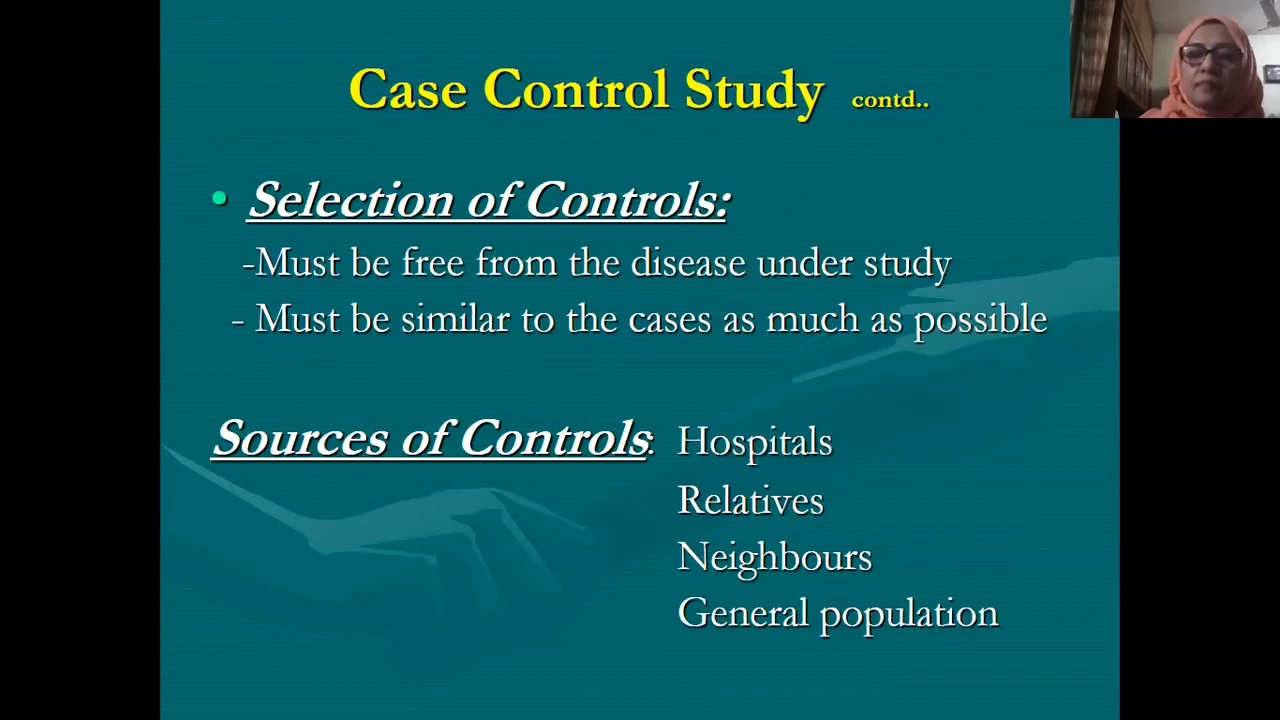 Case Control Study contd..
• Selection of Controls:
-Must be free from the disease under study
- Must be similar to the cases as much as possible
Sources of Controls: Hospitals
Relatives
Neighbours
General population